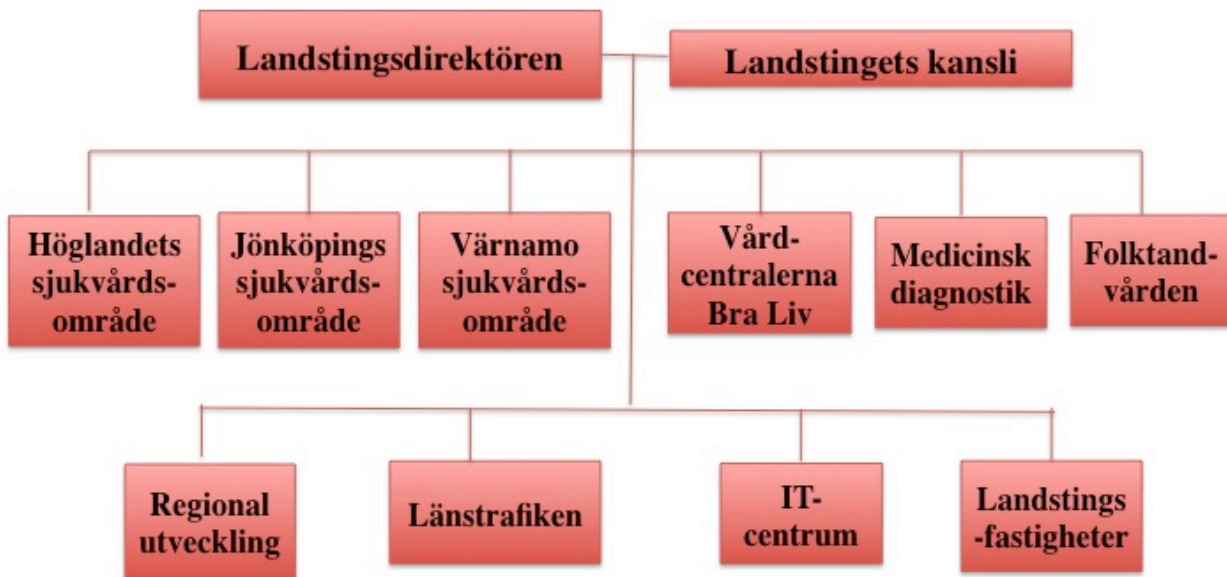 Landstingsdirektören
Landstingets kansli
Höglandets
sjukvårds-
område
Jönköpings
sjukvårds-
område
Värnamo
sjukvårds-
område
Vård-
centralerna
Bra Liv
Medicinsk
diagnostik
Folktand-
vården
Regional
utveckling
Länstrafiken
IT-
centrum
Landstings
-fastigheter